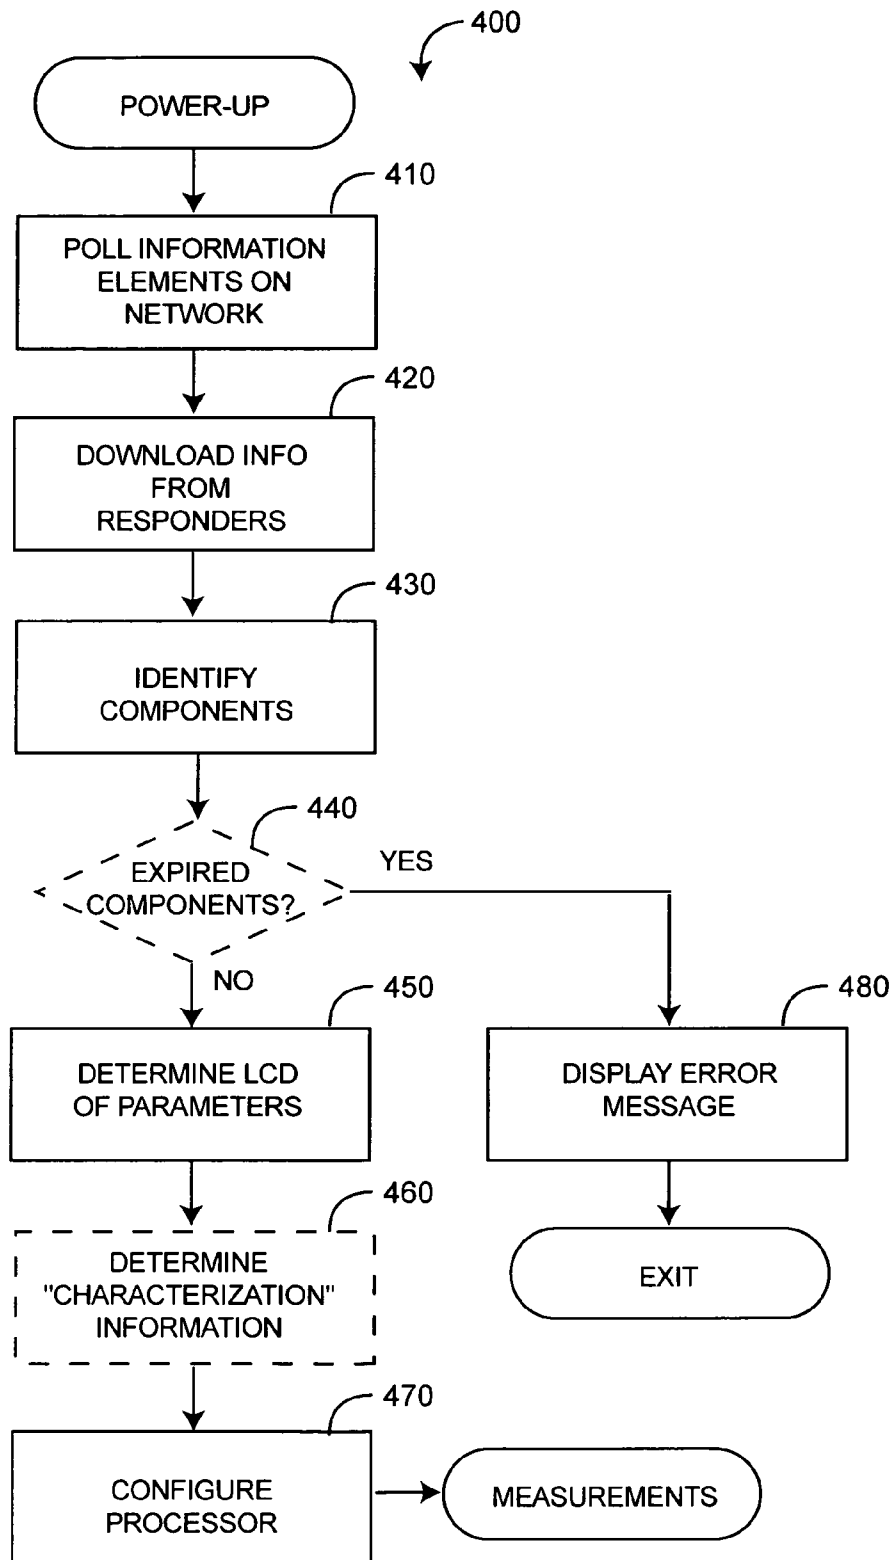 400
POWER-UP
410
POLL INFORMATION
ELEMENTS ON
NETWORK
420
DOWNLOAD INFO
FROM
RESPONDERS
430
IDENTIFY
COMPONENTS
440
EXPIRED
COMPONENTS?
YES
NO
450
DETERMINE LCD
OF PARAMETERS
480
DISPLAY ERROR
MESSAGE
460
DETERMINE
"CHARACTERIZATION"
INFORMATION
EXIT
470
CONFIGURE
PROCESSOR
MEASUREMENTS